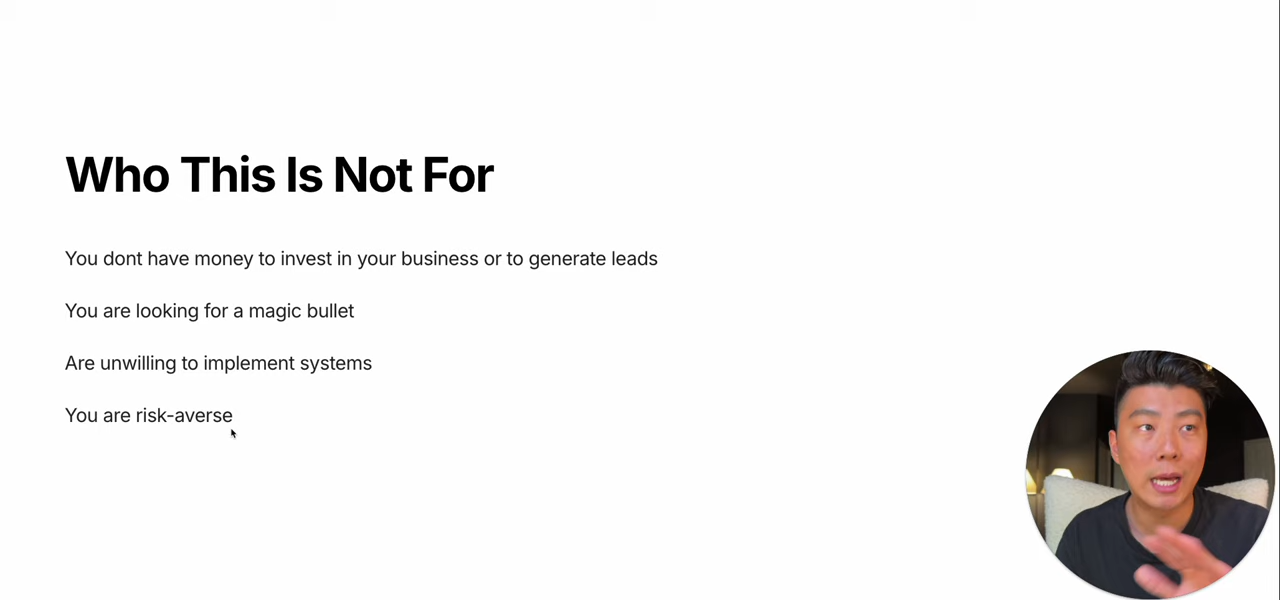 Who This Is Not For
You dont have money to invest in your business or to generate leads
You are looking for a magic bullet
Are unwilling to implement systems
You are risk-averse